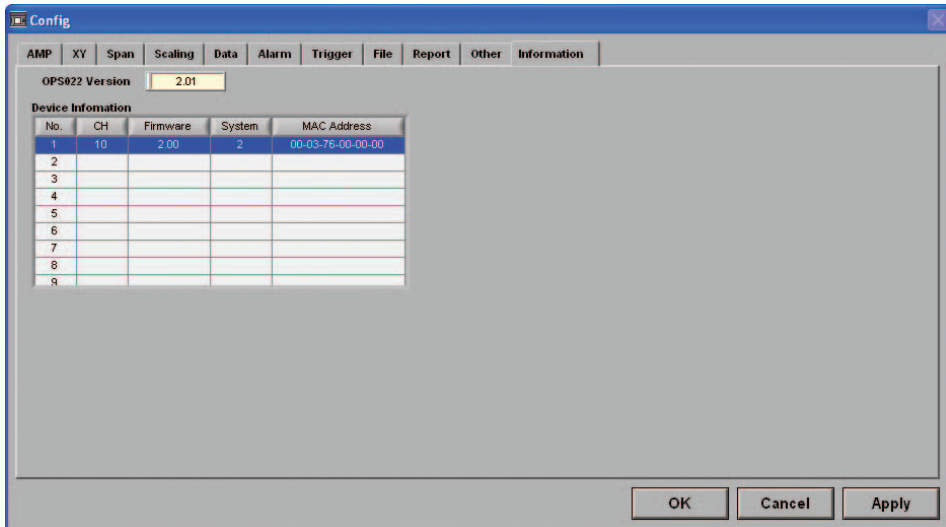 Config
AMP XY Span Scaling Data Alarm Trigger File Report Other Information
OPS022 Version 2.01
Device Infomation
No. CH Firmware System MAC Address
1 10 2.00 2 00-03-76-00-00-00
2
3
4
5
6
7
8
9
OK Cancel Apply